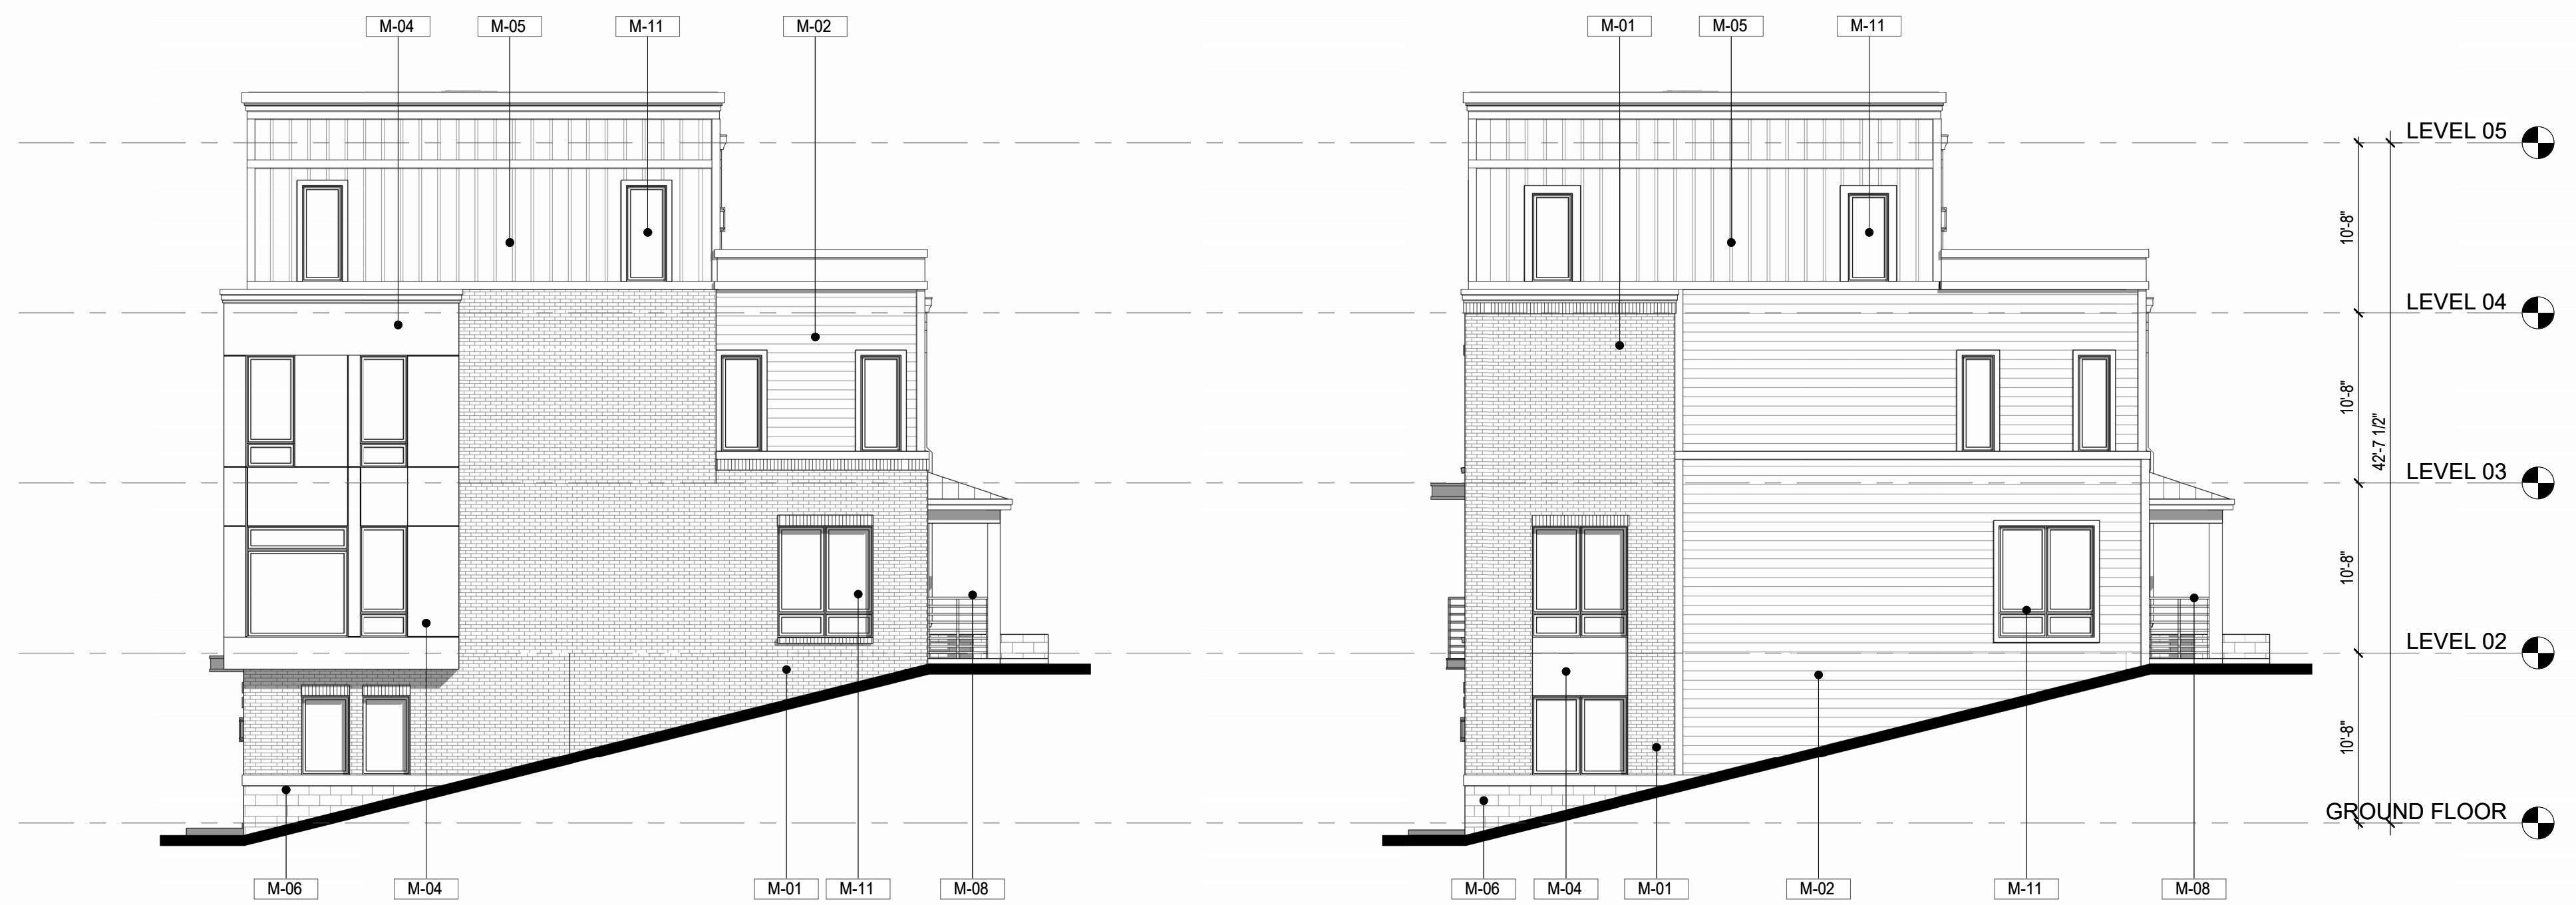 M-04 M-05 M-11 M-02 M-01 M-05 M-11
LEVEL 05
10'-8"
LEVEL 04
10'-8"
42'-7 1/2"
LEVEL 03
10'-8"
LEVEL 02
10'-8"
GROUND FLOOR
M-06 M-04 M-01 M-11 M-08 M-06 M-04 M-01 M-02 M-11 M-08